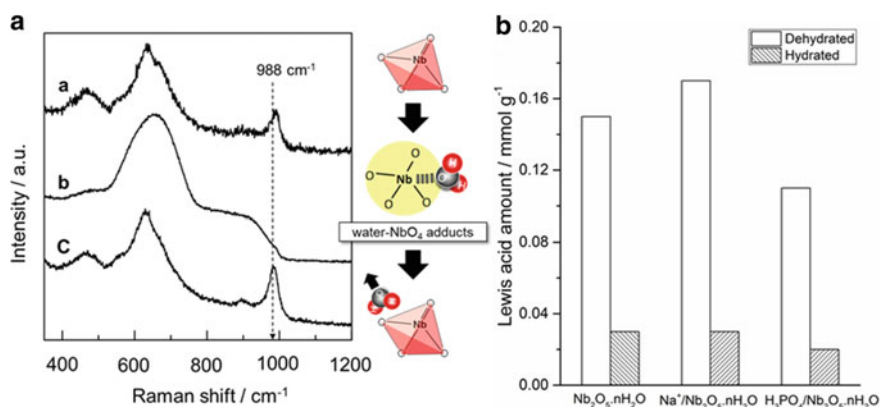 a
a
b
C
988 cm⁻¹
Intensity / a.u.
400 600 800 1000 1200
Raman shift / cm⁻¹
Nb
O
O
Nb
O
O
H
H
water-NbO₄ adducts
Nb
b
Dehydrated
Hydrated
Lewis acid amount / mmol g⁻¹
0.20
0.16
0.12
0.08
0.04
0.00
Nb₂O₅·nH₂O Na⁺/Nb₂O₅·nH₂O H₃PO₄/Nb₂O₅·nH₂O